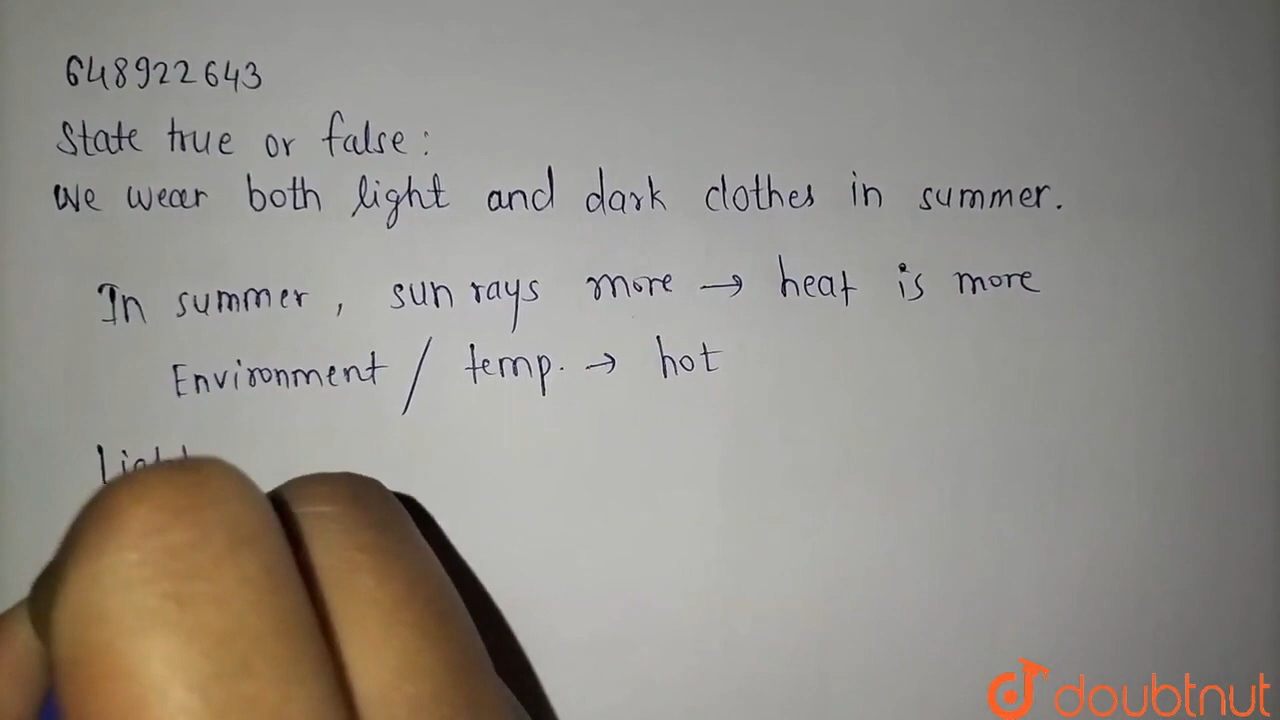 648922643
State true or false:
We wear both light and dark clothes in summer.
In summer, sun rays more → heat is more
Environment / temp. → hot
Light
doubtnut